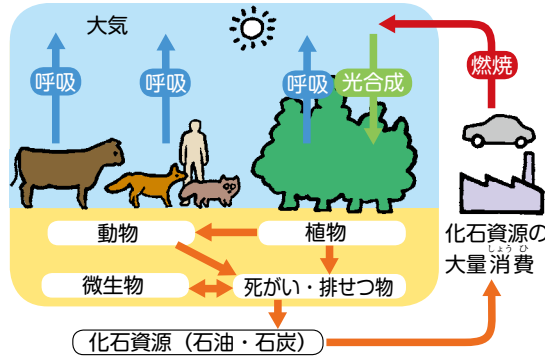 大気
呼吸
呼吸
呼吸
光合成
燃焼
動物
植物
微生物
死がい・排せつ物
化石資源の
大量消費
しょう ひ
化石資源（石油・石炭）